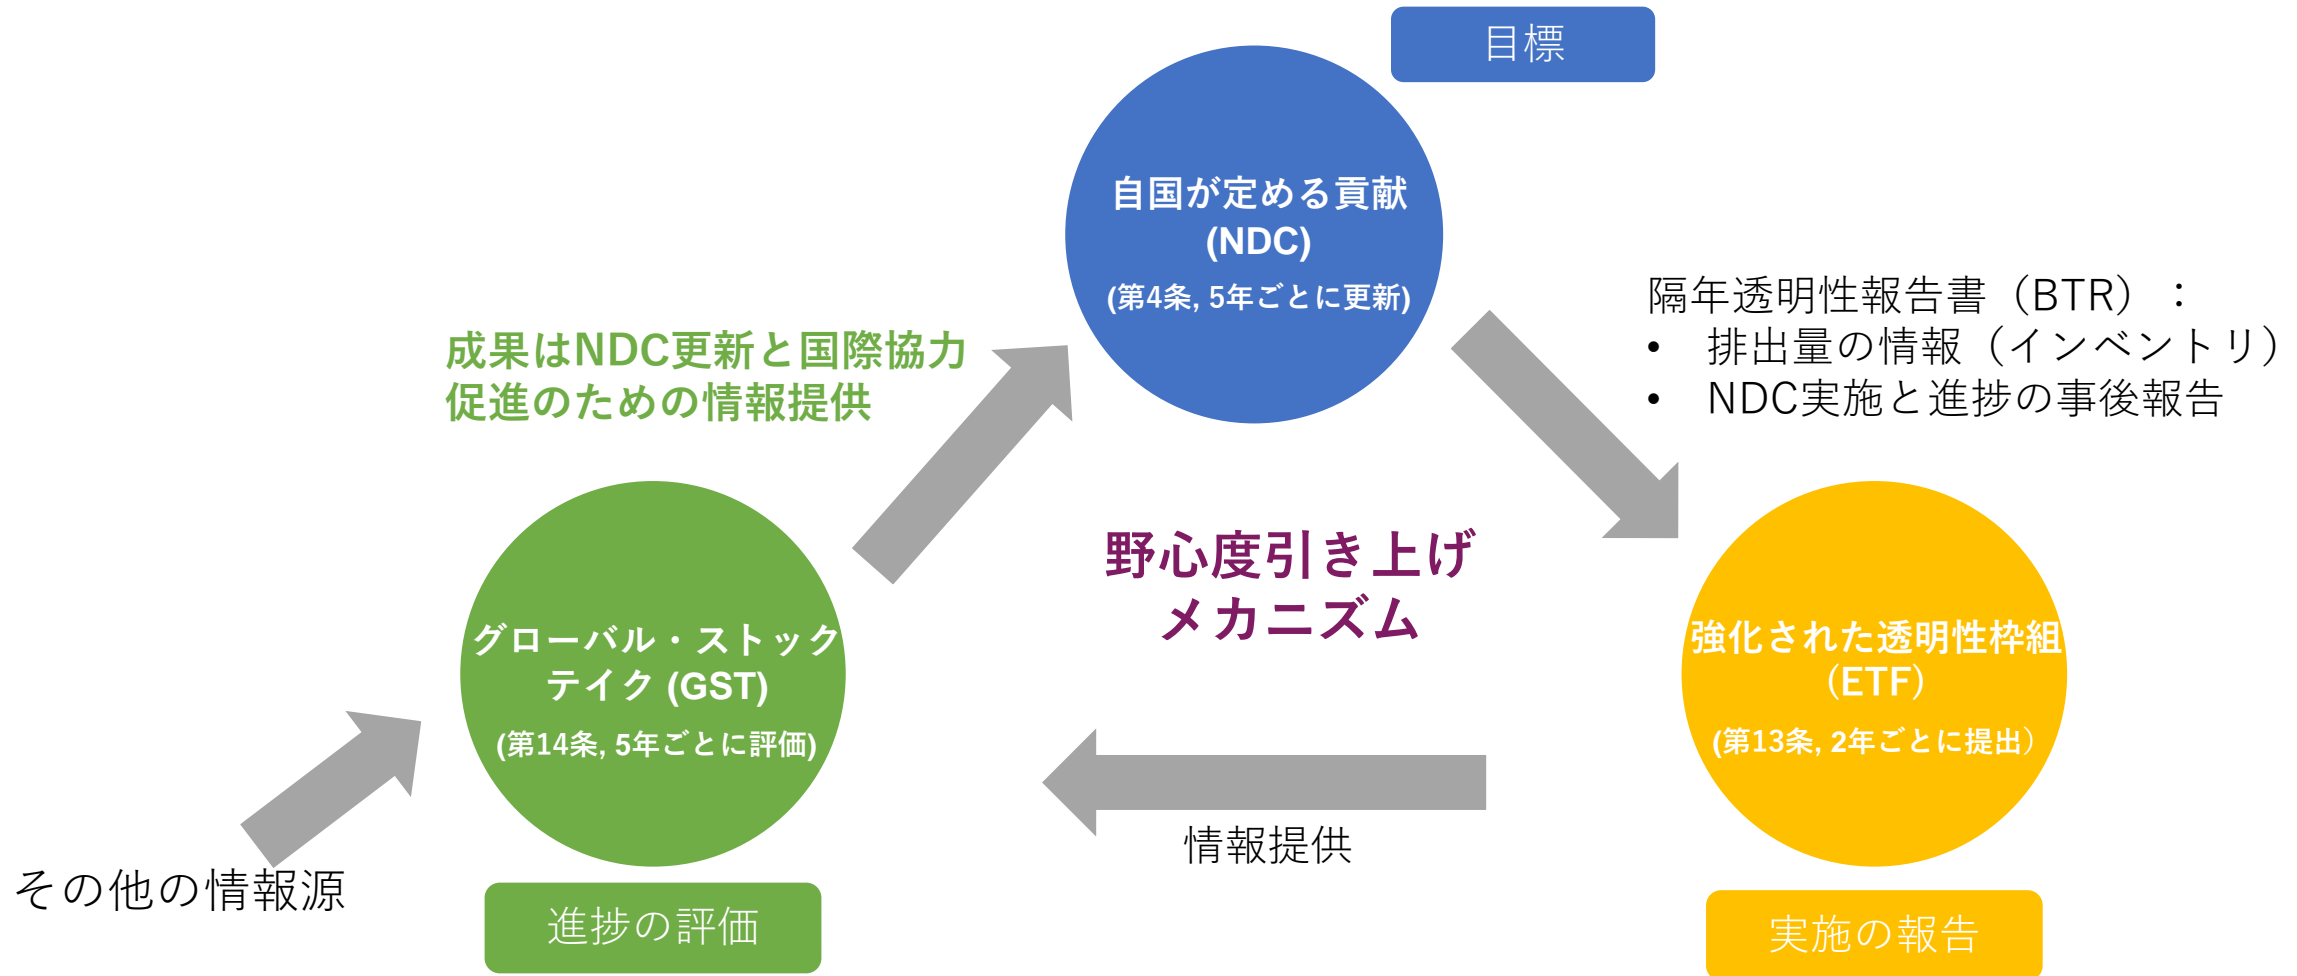 目標
自国が定める貢献
(NDC)
(第4条, 5年ごとに更新)
隔年透明性報告書（BTR）：
• 排出量の情報（インベントリ）
• NDC実施と進捗の事後報告
成果はNDC更新と国際協力
促進のための情報提供
野心度引き上げ
メカニズム
グローバル・ストック
テイク (GST)
(第14条, 5年ごとに評価)
強化された透明性枠組
（ETF）
(第13条, 2年ごとに提出）
情報提供
その他の情報源
進捗の評価
実施の報告